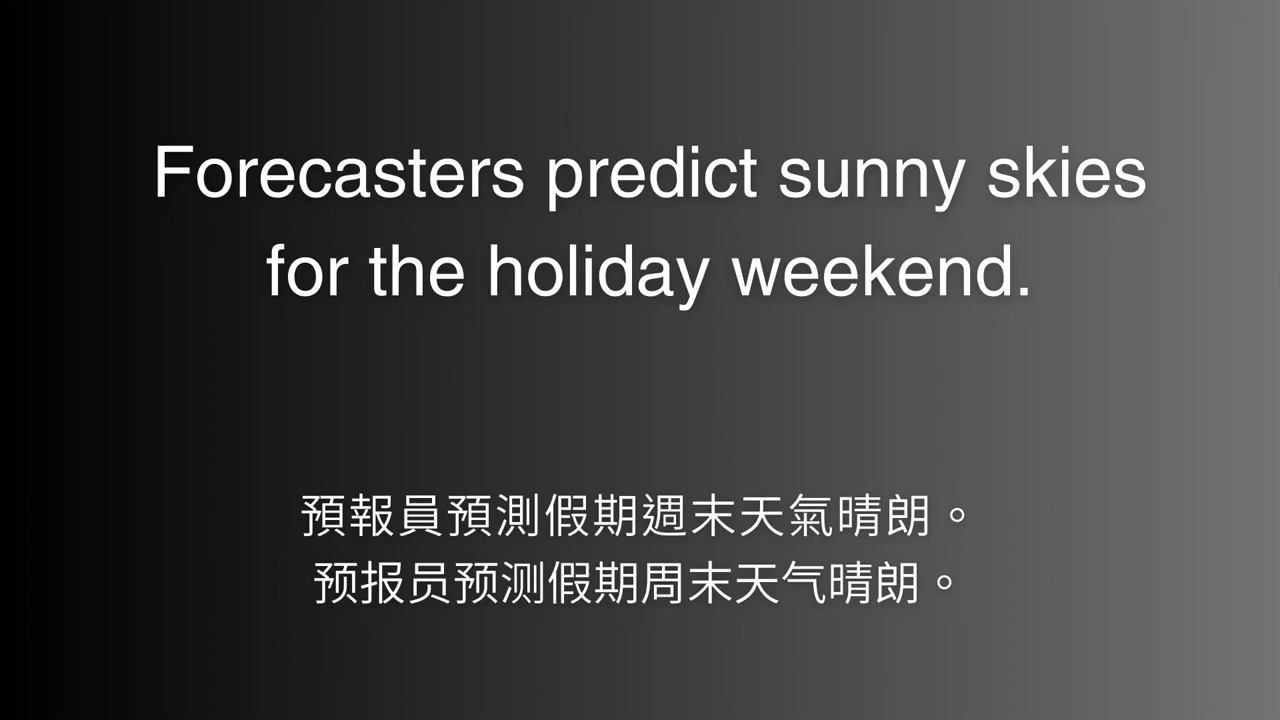 Forecasters predict sunny skies
for the holiday weekend.
預報員預測假期週末天氣晴朗。
预报员预测假期周末天气晴朗。